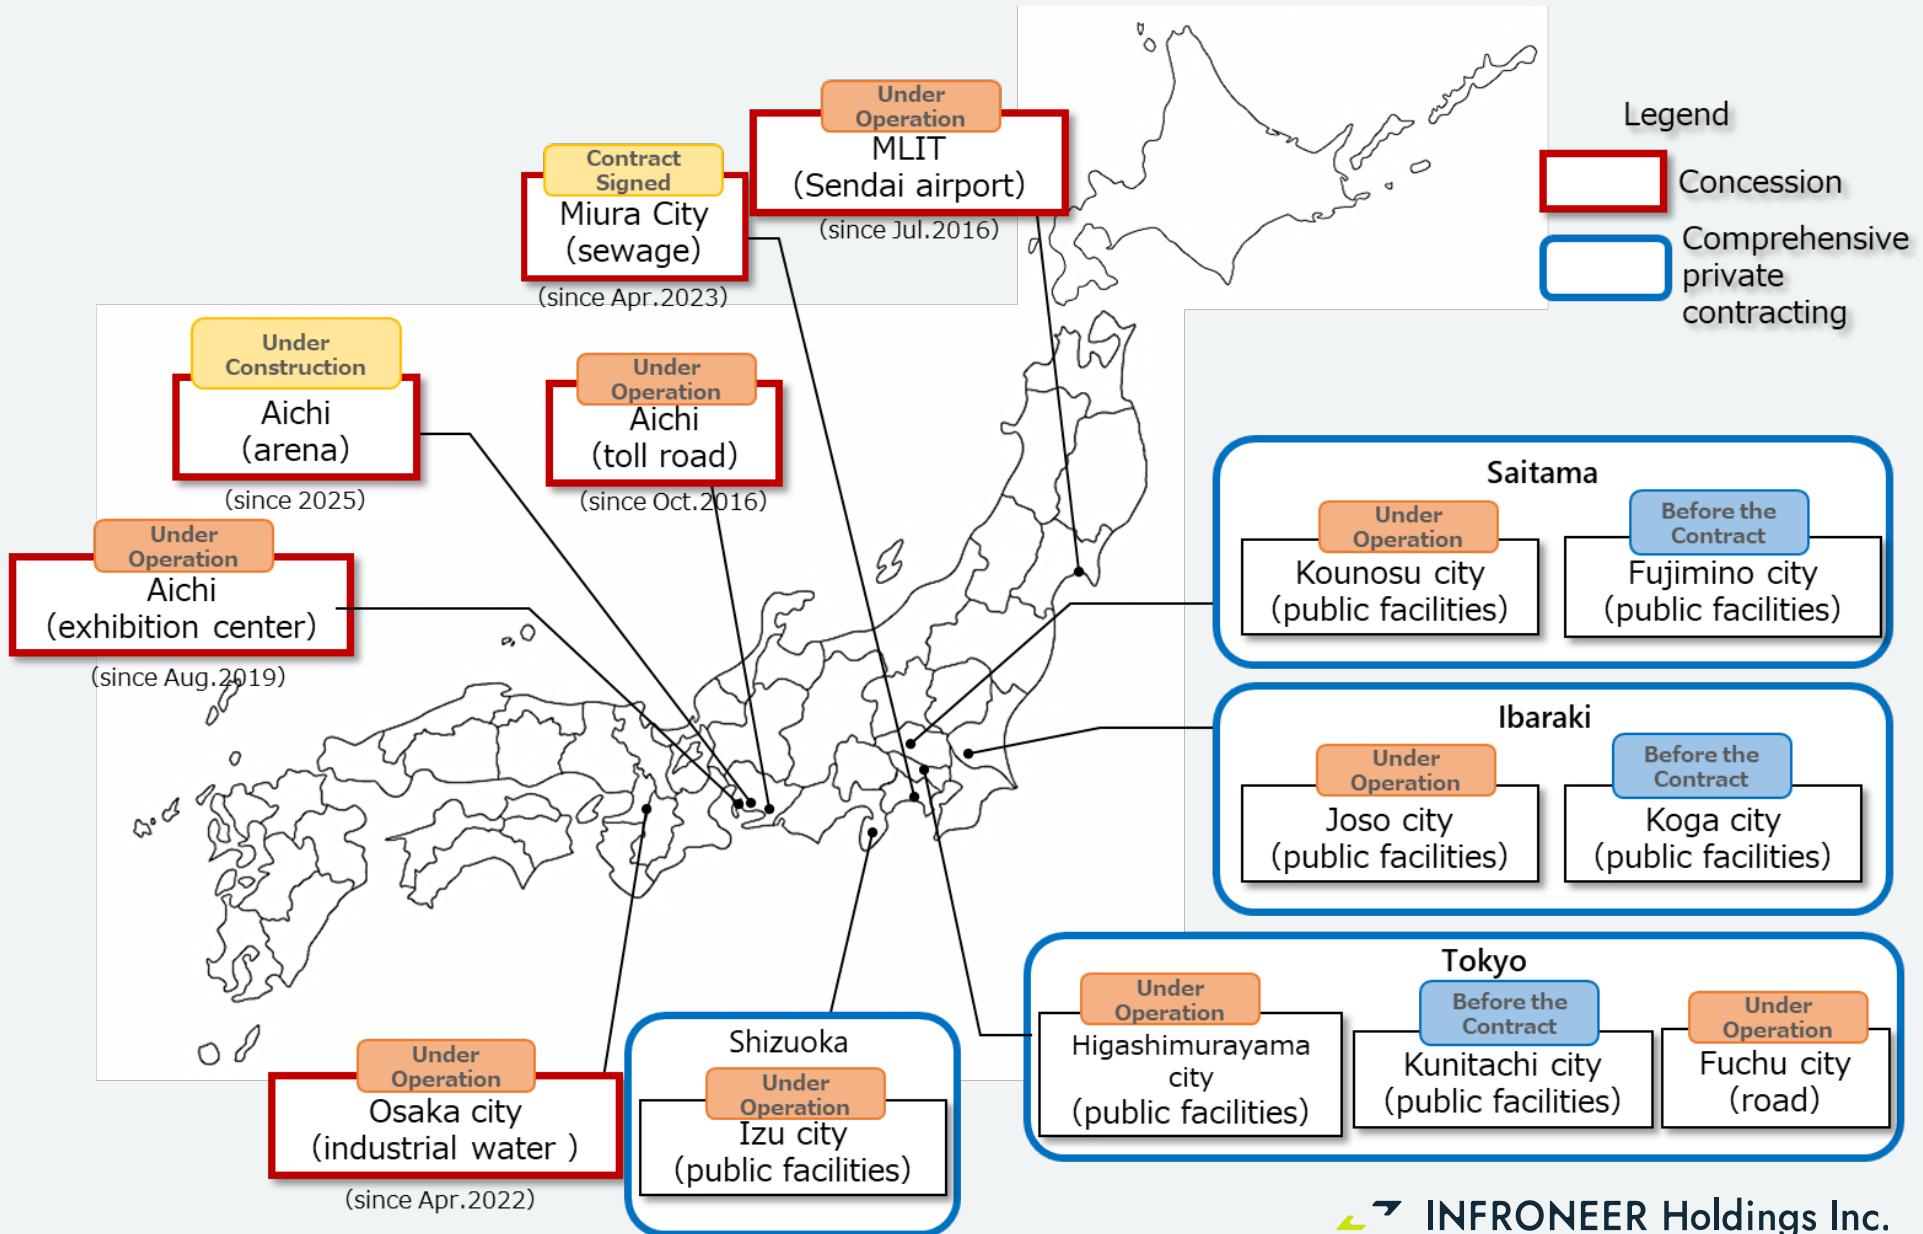 Under
Operation
MLIT
(Sendai airport)
(since Jul.2016)
Contract
Signed
Miura City
(sewage)
(since Apr.2023)
Legend
Concession
Comprehensive
private
contracting
Under
Construction
Aichi
(arena)
(since 2025)
Under
Operation
Aichi
(toll road)
(since Oct.2016)
Under
Operation
Aichi
(exhibition center)
(since Aug.2019)
Saitama
Under
Operation
Kounosu city
(public facilities)
Before the
Contract
Fujimino city
(public facilities)
Ibaraki
Under
Operation
Joso city
(public facilities)
Before the
Contract
Koga city
(public facilities)
Tokyo
Under
Operation
Higashimurayama
city
(public facilities)
Before the
Contract
Kunitachi city
(public facilities)
Under
Operation
Fuchu city
(road)
Shizuoka
Under
Operation
Izu city
(public facilities)
Under
Operation
Osaka city
(industrial water )
(since Apr.2022)
INFRONEER Holdings Inc.